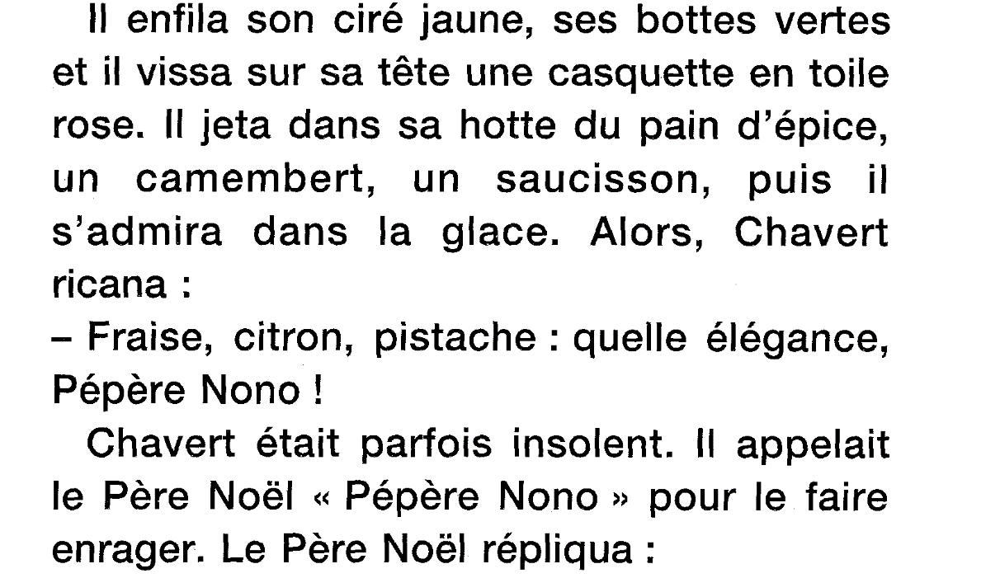 Il enfila son ciré jaune, ses bottes vertes
et il vissa sur sa tête une casquette en toile
rose. Il jeta dans sa hotte du pain d'épice,
un camembert, un saucisson, puis il
s'admira dans la glace. Alors, Chavert
ricana :
– Fraise, citron, pistache : quelle élégance,
Pépère Nono !
Chavert était parfois insolent. Il appelait
le Père Noël « Pépère Nono » pour le faire
enrager. Le Père Noël répliqua :